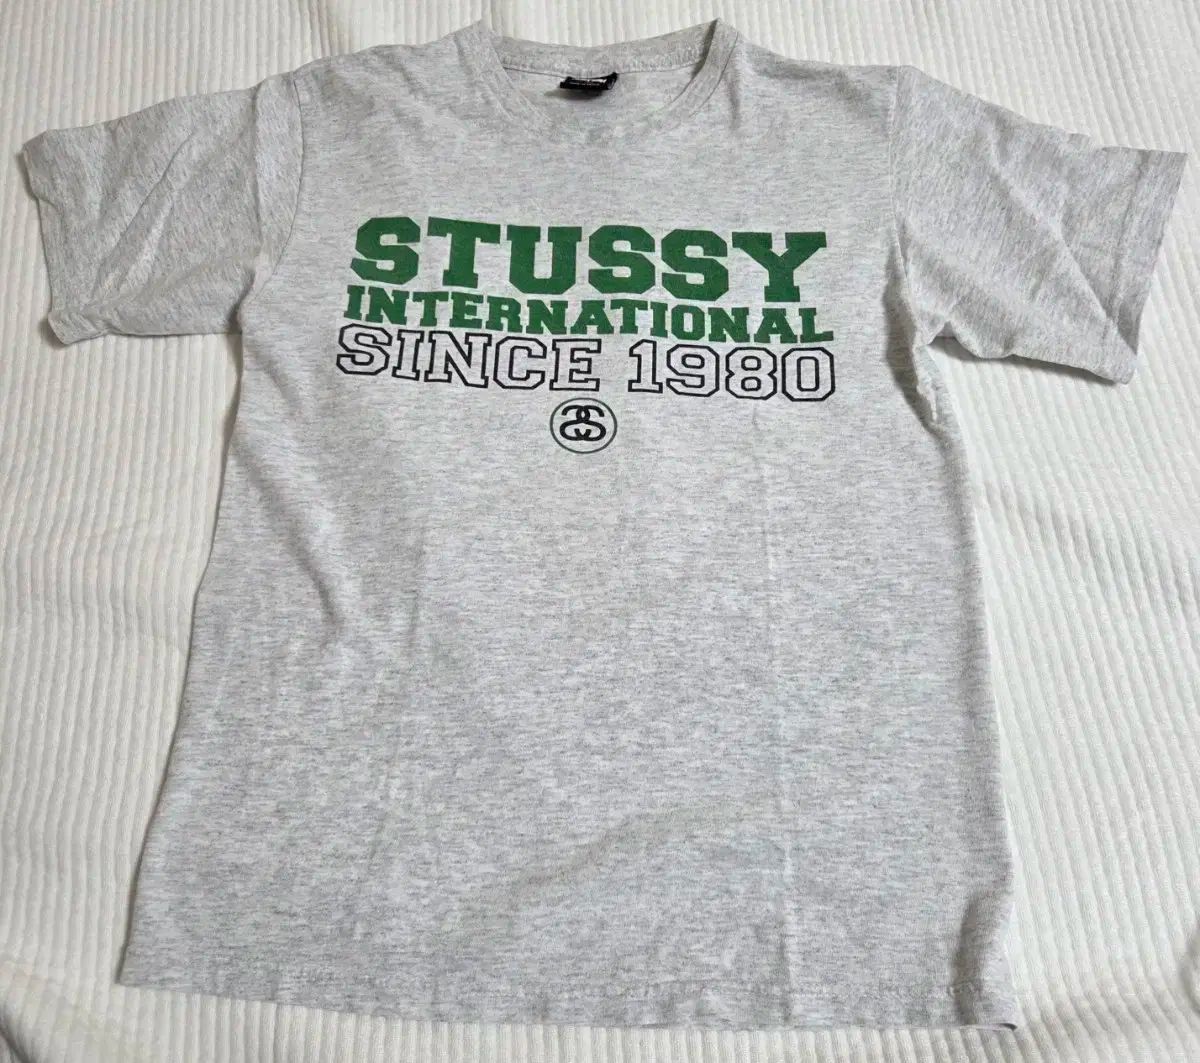 STUSSY
INTERNATIONAL
SINCE 1980